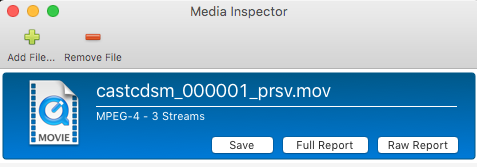 Media Inspector
Add File... Remove File
castcdsm_000001_prsv.mov
MPEG-4 - 3 Streams
MOVIE
Save Full Report Raw Report